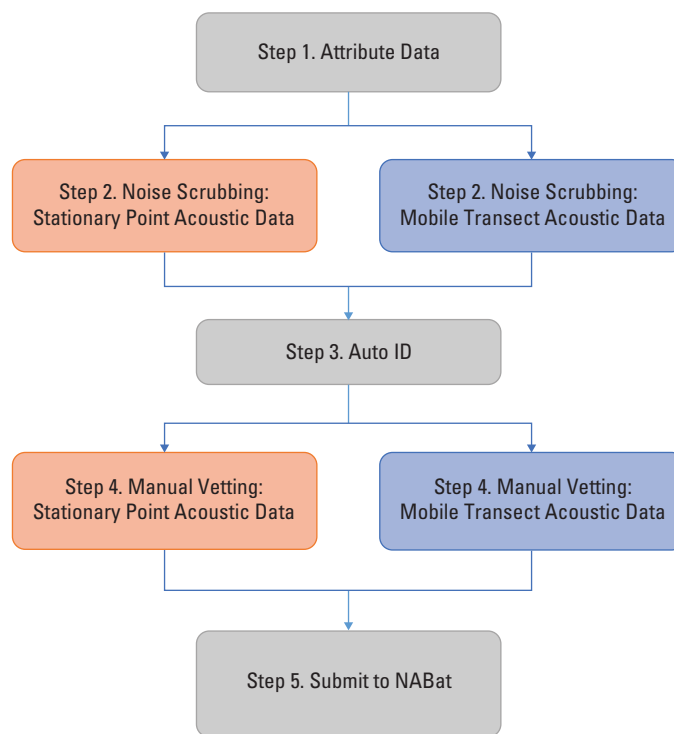 Step 1. Attribute Data
Step 2. Noise Scrubbing:
Stationary Point Acoustic Data
Step 2. Noise Scrubbing:
Mobile Transect Acoustic Data
Step 3. Auto ID
Step 4. Manual Vetting:
Stationary Point Acoustic Data
Step 4. Manual Vetting:
Mobile Transect Acoustic Data
Step 5. Submit to NABat